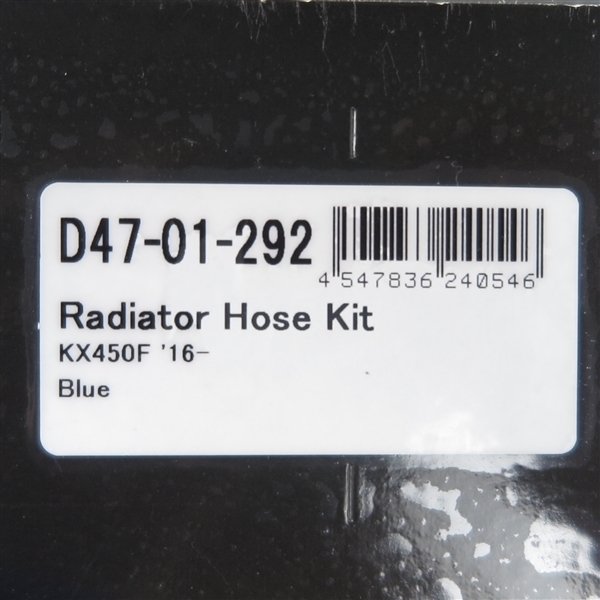 D47-01-292
4 547836 240546
Radiator Hose Kit
KX450F '16-
Blue